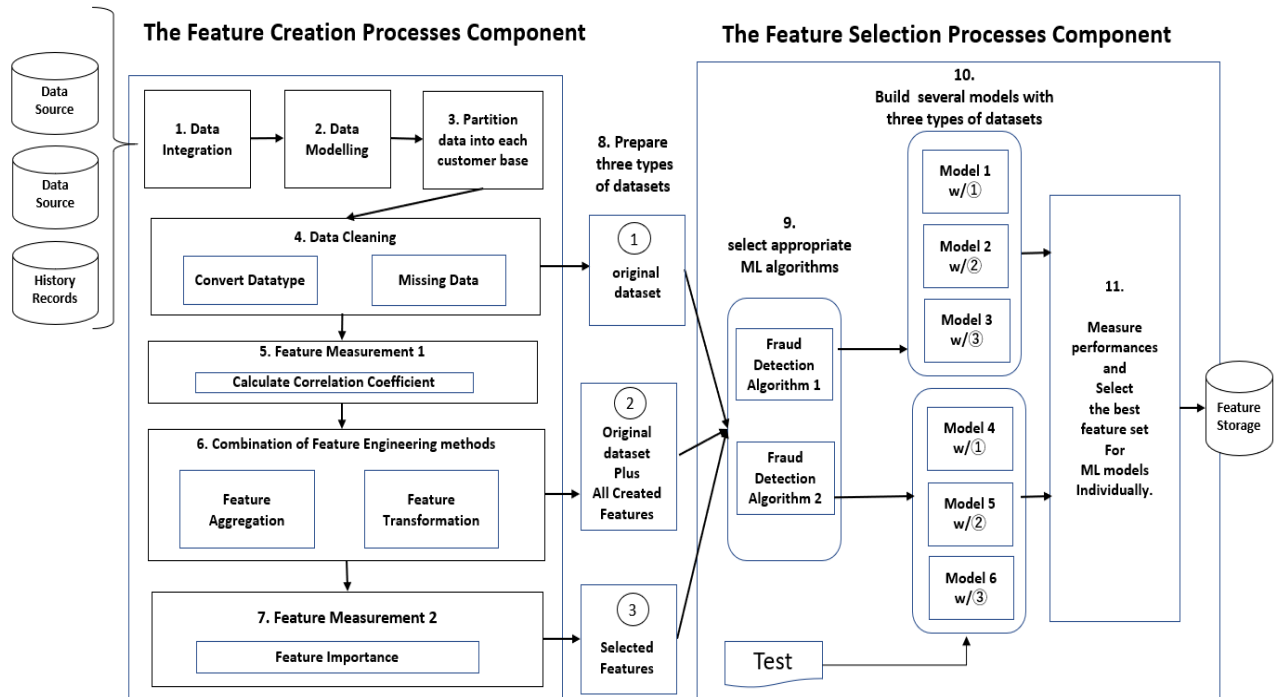 The Feature Creation Processes Component
The Feature Selection Processes Component
Data
Source
Data
Source
History
Records
1. Data
Integration
2. Data
Modelling
3. Partition
data into each
customer base
4. Data Cleaning
Convert Datatype
Missing Data
5. Feature Measurement 1
Calculate Correlation Coefficient
6. Combination of Feature Engineering methods
Feature
Aggregation
Feature
Transformation
7. Feature Measurement 2
Feature Importance
8. Prepare
three types
of datasets
1
original
dataset
2
Original
dataset
Plus
All Created
Features
3
Selected
Features
9.
select appropriate
ML algorithms
Fraud
Detection
Algorithm 1
Fraud
Detection
Algorithm 2
10.
Build several models with
three types of datasets
Model 1
w/①
Model 2
w/②
Model 3
w/③
Model 4
w/①
Model 5
w/②
Model 6
w/③
Test
11.
Measure
performances
and
Select
the best
feature set
For
ML models
Individually.
Feature
Storage